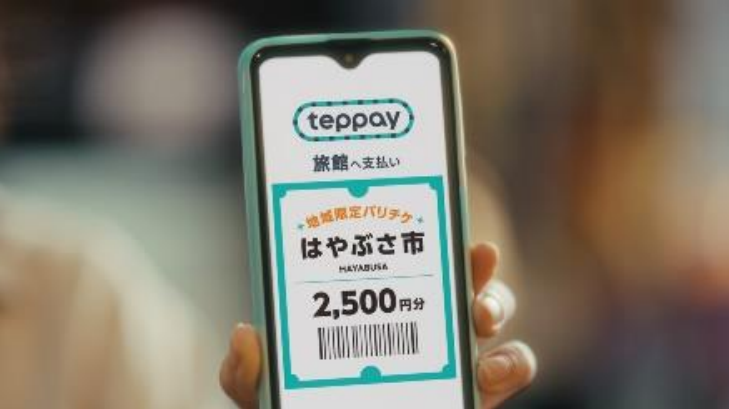 teppay
旅館へ支払い
地域限定バリチケ
はやぶさ市
HAYABUSA
2,500円分